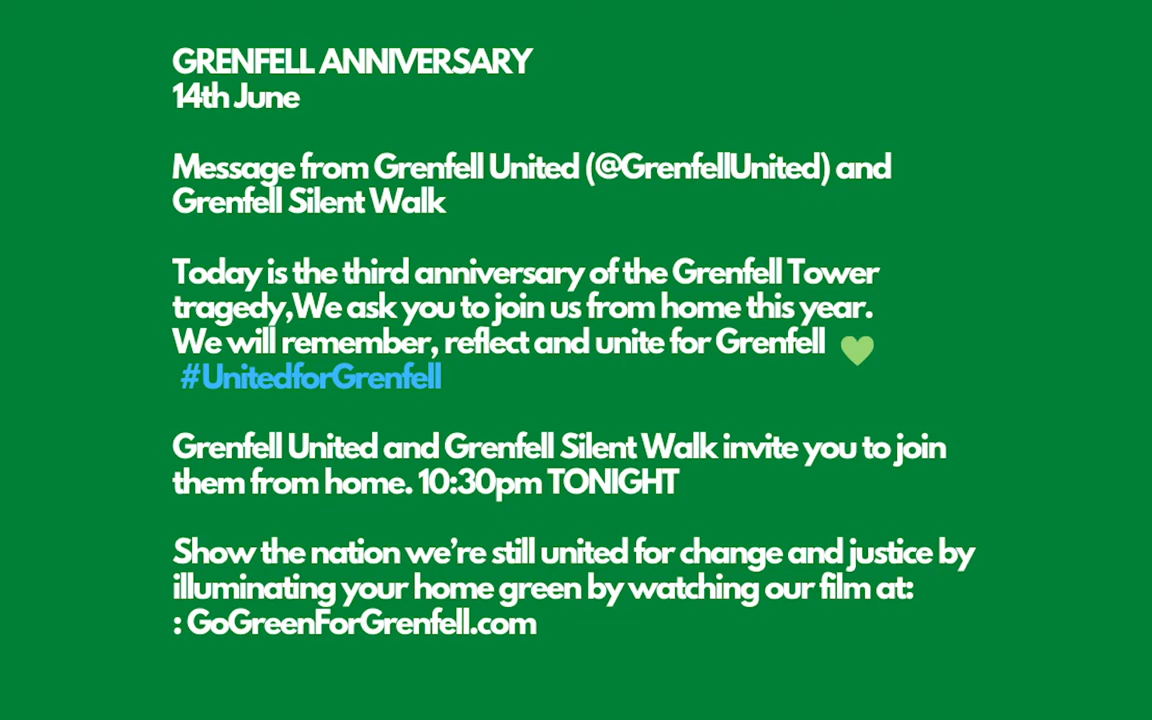 GRENFELL ANNIVERSARY
14th June
Message from Grenfell United (@GrenfellUnited) and
Grenfell Silent Walk
Today is the third anniversary of the Grenfell Tower
tragedy,We ask you to join us from home this year.
We will remember, reflect and unite for Grenfell 💚
#UnitedforGrenfell
Grenfell United and Grenfell Silent Walk invite you to join
them from home. 10:30pm TONIGHT
Show the nation we’re still united for change and justice by
illuminating your home green by watching our film at:
: GoGreenForGrenfell.com